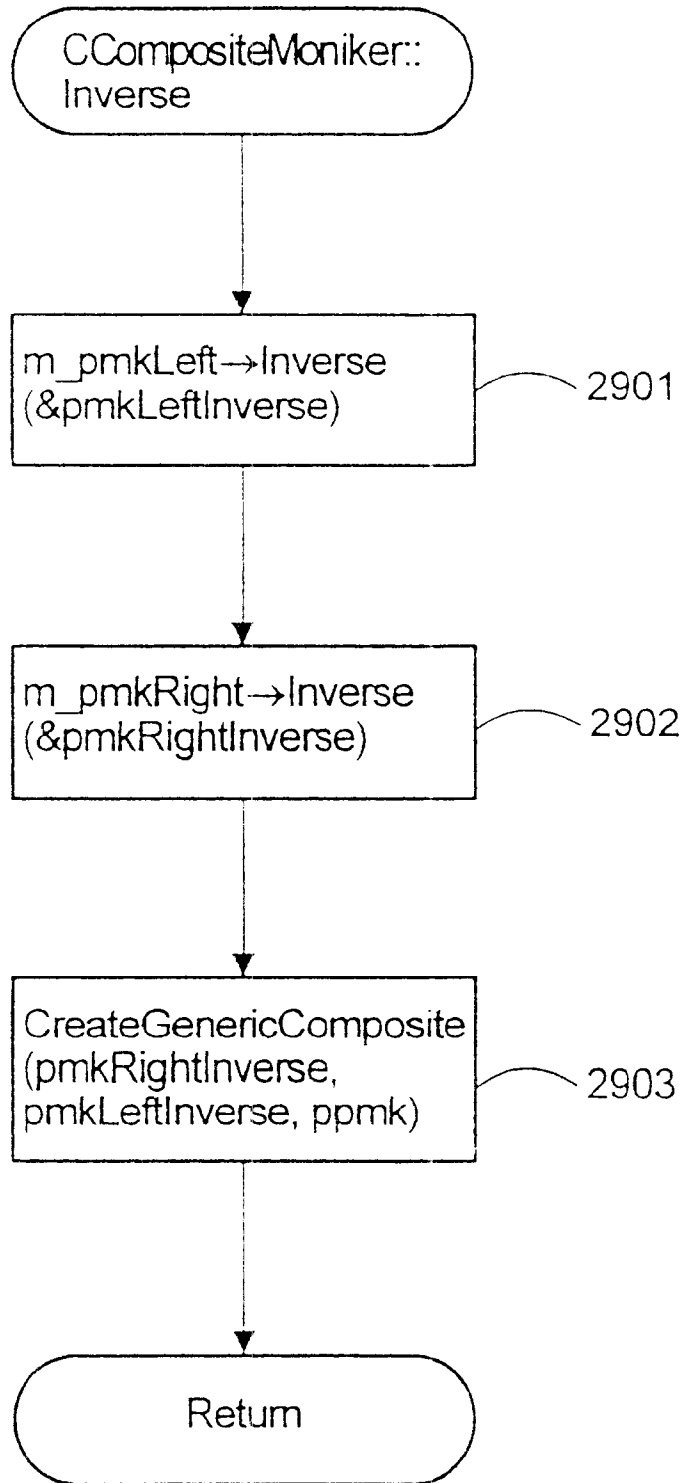 CCompositeMoniker::
Inverse
m_pmkLeft→Inverse
(&pmkLeftInverse)
2901
m_pmkRight→Inverse
(&pmkRightInverse)
2902
CreateGenericComposite
(pmkRightInverse,
pmkLeftInverse, ppmk)
2903
Return